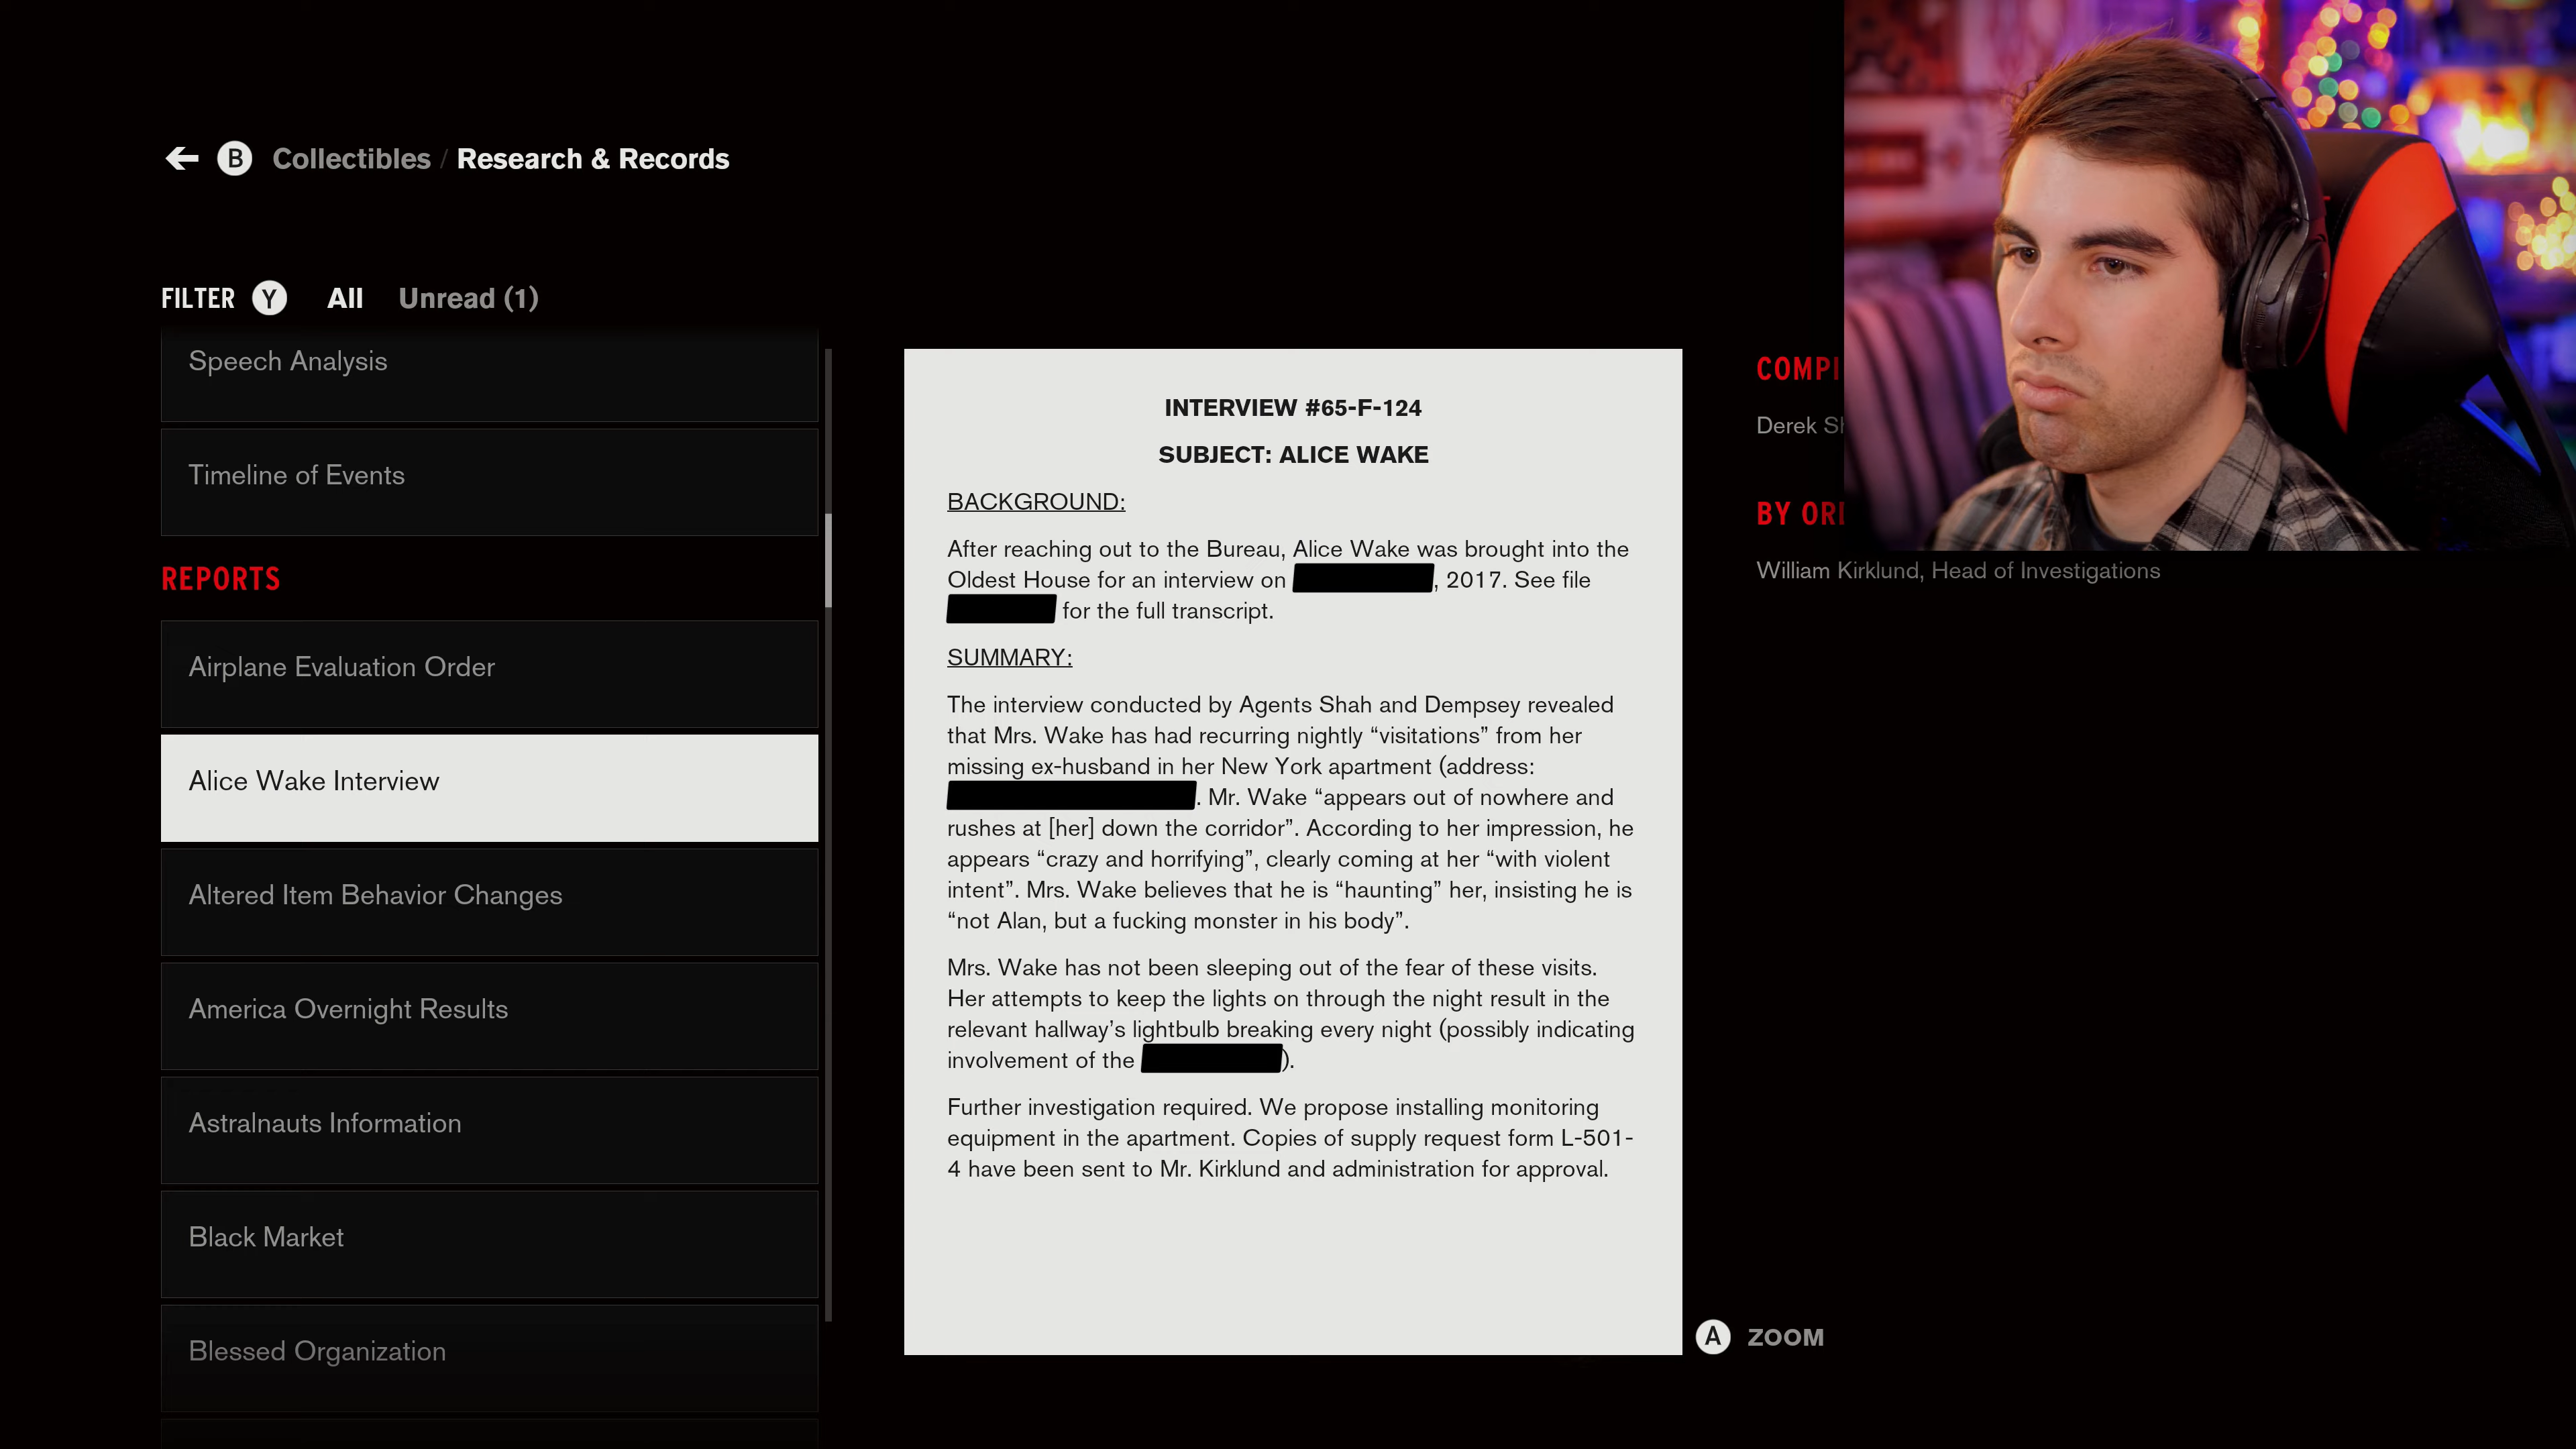 B Collectibles / Research & Records
FILTER Y All Unread (1)
Speech Analysis
Timeline of Events
REPORTS
Airplane Evaluation Order
Alice Wake Interview
Altered Item Behavior Changes
America Overnight Results
Astralnauts Information
Black Market
Blessed Organization
INTERVIEW #65-F-124
SUBJECT: ALICE WAKE
BACKGROUND:
After reaching out to the Bureau, Alice Wake was brought into the
Oldest House for an interview on , 2017. See file
for the full transcript.
SUMMARY:
The interview conducted by Agents Shah and Dempsey revealed
that Mrs. Wake has had recurring nightly “visitations” from her
missing ex-husband in her New York apartment (address:
. Mr. Wake “appears out of nowhere and
rushes at [her] down the corridor”. According to her impression, he
appears “crazy and horrifying”, clearly coming at her “with violent
intent”. Mrs. Wake believes that he is “haunting” her, insisting he is
“not Alan, but a fucking monster in his body”.
Mrs. Wake has not been sleeping out of the fear of these visits.
Her attempts to keep the lights on through the night result in the
relevant hallway’s lightbulb breaking every night (possibly indicating
involvement of the ).
Further investigation required. We propose installing monitoring
equipment in the apartment. Copies of supply request form L-501-
4 have been sent to Mr. Kirklund and administration for approval.
COMPI
Derek Sh
BY ORI
William Kirklund, Head of Investigations
A ZOOM